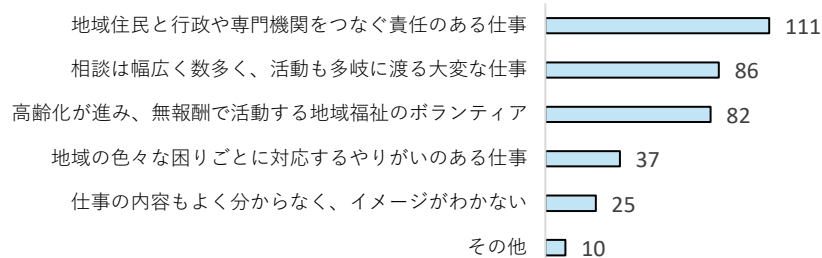 地域住民と行政や専門機関をつなぐ責任のある仕事 111
相談は幅広く数多く、活動も多岐に渡る大変な仕事 86
高齢化が進み、無報酬で活動する地域福祉のボランティア 82
地域の色々な困りごとに対応するやりがいのある仕事 37
仕事の内容もよく分からなく、イメージがわかない 25
その他 10